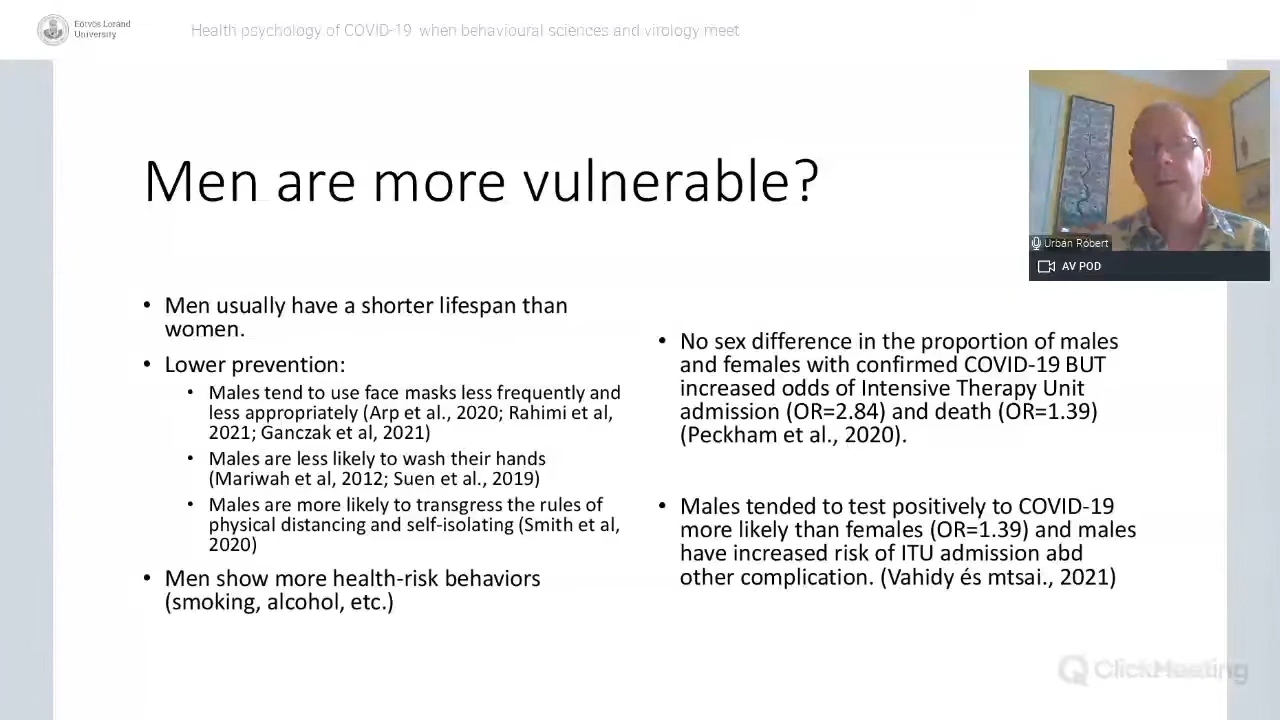 Eötvös Loránd
University
Health psychology of COVID-19 when behavioural sciences and virology meet
Men are more vulnerable?
Urbán Róbert
AV POD
• Men usually have a shorter lifespan than
women.
• Lower prevention:
• Males tend to use face masks less frequently and
less appropriately (Arp et al., 2020; Rahimi et al,
2021; Ganczak et al, 2021)
• Males are less likely to wash their hands
(Mariwah et al, 2012; Suen et al., 2019)
• Males are more likely to transgress the rules of
physical distancing and self-isolating (Smith et al,
2020)
• Men show more health-risk behaviors
(smoking, alcohol, etc.)
• No sex difference in the proportion of males
and females with confirmed COVID-19 BUT
increased odds of Intensive Therapy Unit
admission (OR=2.84) and death (OR=1.39)
(Peckham et al., 2020).
• Males tended to test positively to COVID-19
more likely than females (OR=1.39) and males
have increased risk of ITU admission abd
other complication. (Vahidy és mtsai., 2021)
ClickMeeting